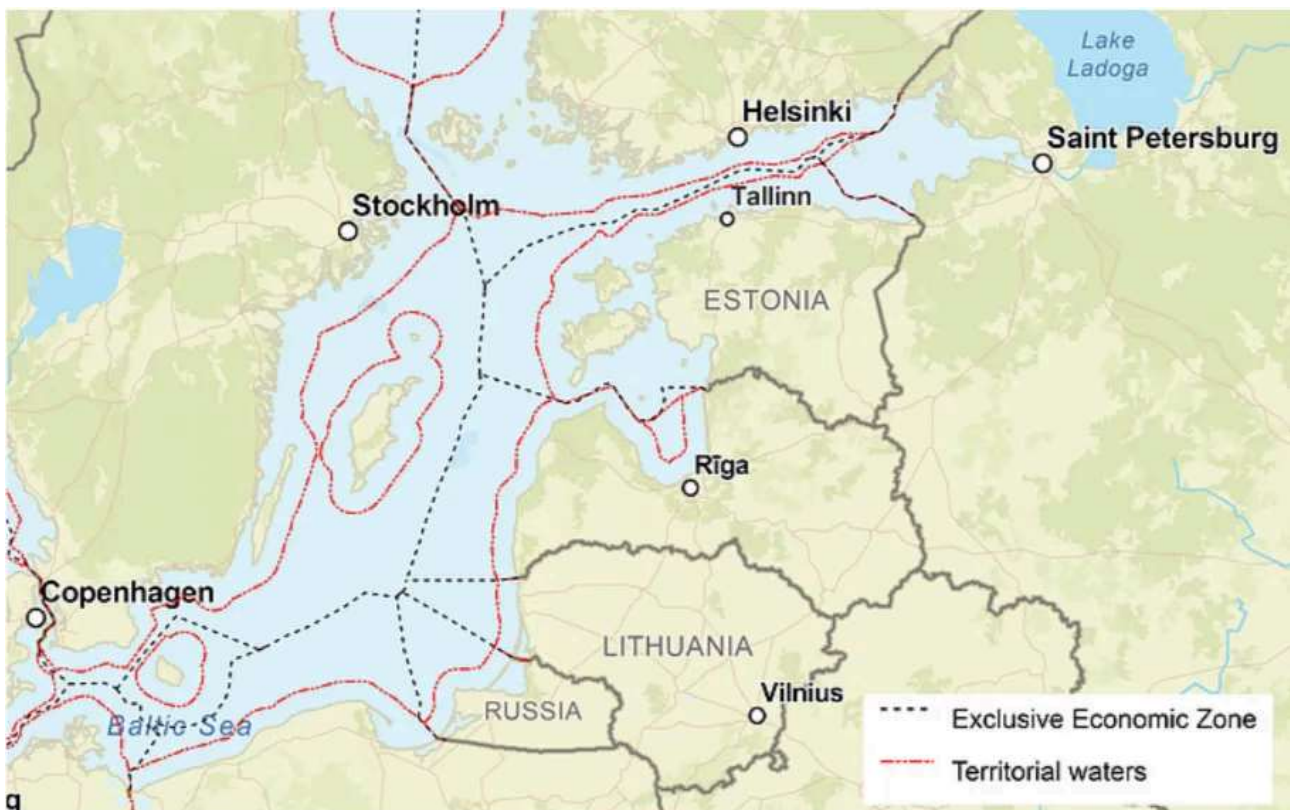 Lake
Ladoga
Helsinki
Saint Petersburg
Stockholm
Tallinn
ESTONIA
Rīga
Copenhagen
LITHUANIA
Vilnius
RUSSIA
Baltic Sea
Exclusive Economic Zone
Territorial waters
g